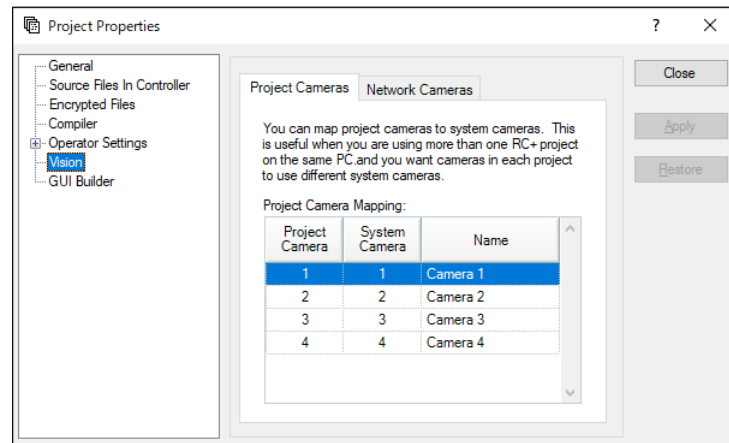 Project Properties
?
General
Source Files In Controller
Encrypted Files
Compiler
Operator Settings
Vision
GUI Builder
Project Cameras
Network Cameras
You can map project cameras to system cameras.  This
is useful when you are using more than one RC+ project
on the same PC.and you want cameras in each project
to use different system cameras.
Project Camera Mapping:
Project Camera System Camera Name
1 1 Camera 1
2 2 Camera 2
3 3 Camera 3
4 4 Camera 4
Close
Apply
Restore